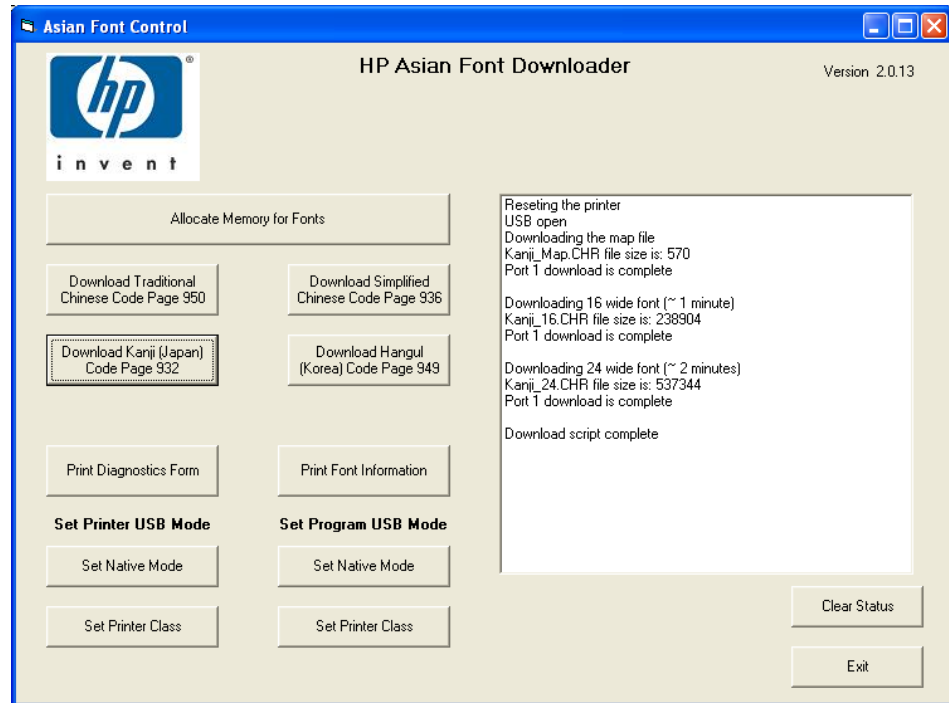 Asian Font Control
hp
®
invent
HP Asian Font Downloader
Version 2.0.13
Allocate Memory for Fonts
Download Traditional
Chinese Code Page 950
Download Simplified
Chinese Code Page 936
Download Kanji (Japan)
Code Page 932
Download Hangul
(Korea) Code Page 949
Print Diagnostics Form
Print Font Information
Set Printer USB Mode
Set Program USB Mode
Set Native Mode
Set Native Mode
Set Printer Class
Set Printer Class
Reseting the printer
USB open
Downloading the map file
Kanji_Map.CHR file size is: 570
Port 1 download is complete
Downloading 16 wide font (~ 1 minute)
Kanji_16.CHR file size is: 238904
Port 1 download is complete
Downloading 24 wide font (~ 2 minutes)
Kanji_24.CHR file size is: 537344
Port 1 download is complete
Download script complete
Clear Status
Exit